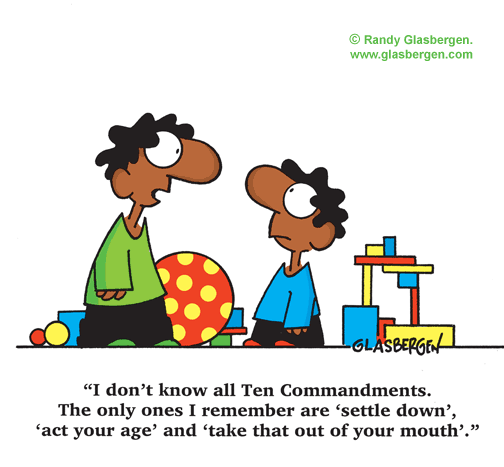 © Randy Glasbergen.
www.glasbergen.com
GLASBERGEN
“I don’t know all Ten Commandments.
The only ones I remember are ‘settle down’,
‘act your age’ and ‘take that out of your mouth’.”